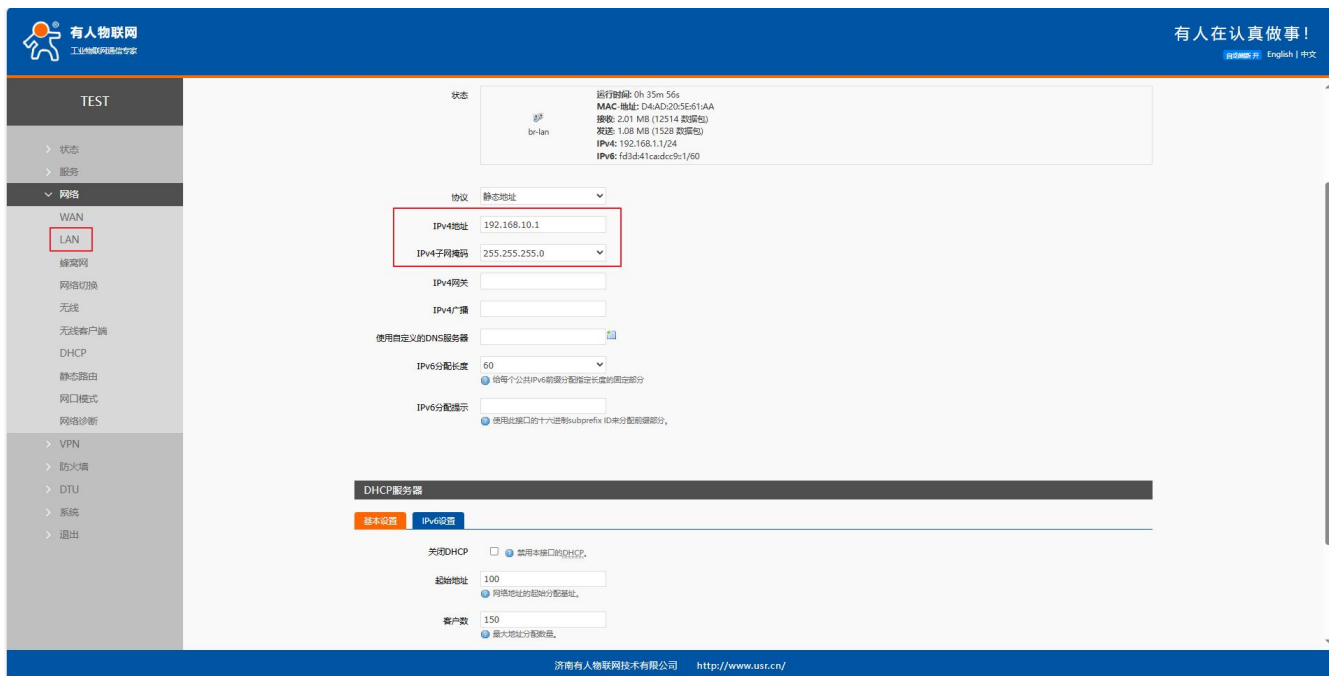 有人物联网
工业物联网通信专家
有人在认真做事!
自动刷新 开 English | 中文
TEST
状态
服务
网络
WAN
LAN
蜂窝网
网络切换
无线
无线客户端
DHCP
静态路由
网口模式
网络诊断
VPN
防火墙
DTU
系统
退出
状态
br-lan
运行时间: 0h 35m 56s
MAC-地址: D4:AD:20:5E:61:AA
接收: 2.01 MB (12514 数据包)
发送: 1.08 MB (1528 数据包)
IPv4: 192.168.1.1/24
IPv6: fd3d:41ca:dcc9::1/60
协议 静态地址
IPv4地址 192.168.10.1
IPv4子网掩码 255.255.255.0
IPv4网关
IPv4广播
使用自定义的DNS服务器
IPv6分配长度 60
给每个公共IPv6前缀分配指定长度的固定部分
IPv6分配提示
使用此接口的十六进制subprefix ID来分配前缀部分。
DHCP服务器
基本设置 IPv6设置
关闭DHCP 禁用本接口的DHCP。
起始地址 100
网络地址的起始分配基址。
客户数 150
最大地址分配数量。
济南有人物联网技术有限公司 http://www.usr.cn/